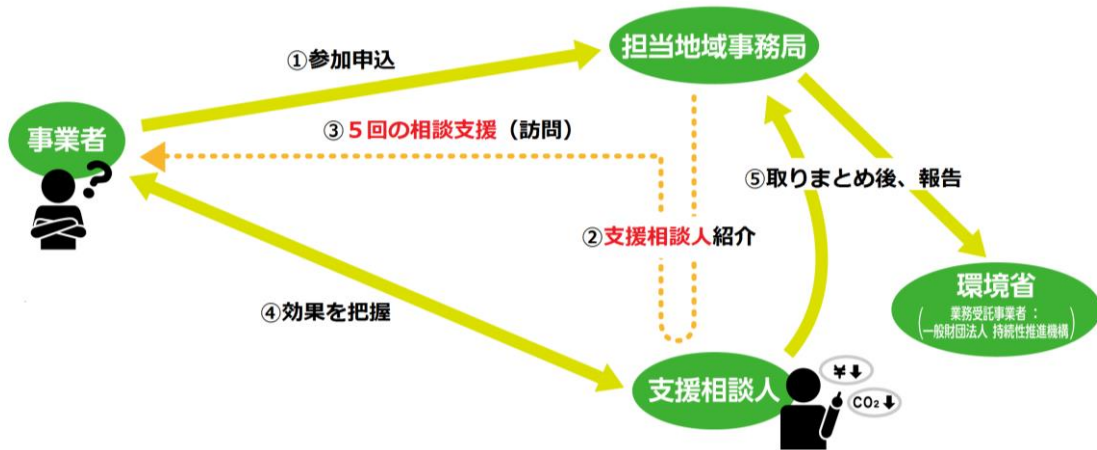 担当地域事務局
①参加申込
③5回の相談支援（訪問）
事業者
?
⑤取りまとめ後、報告
②支援相談人紹介
環境省
（業務受託事業者：
一般財団法人 持続性推進機構）
④効果を把握
支援相談人
¥⬇
CO₂⬇